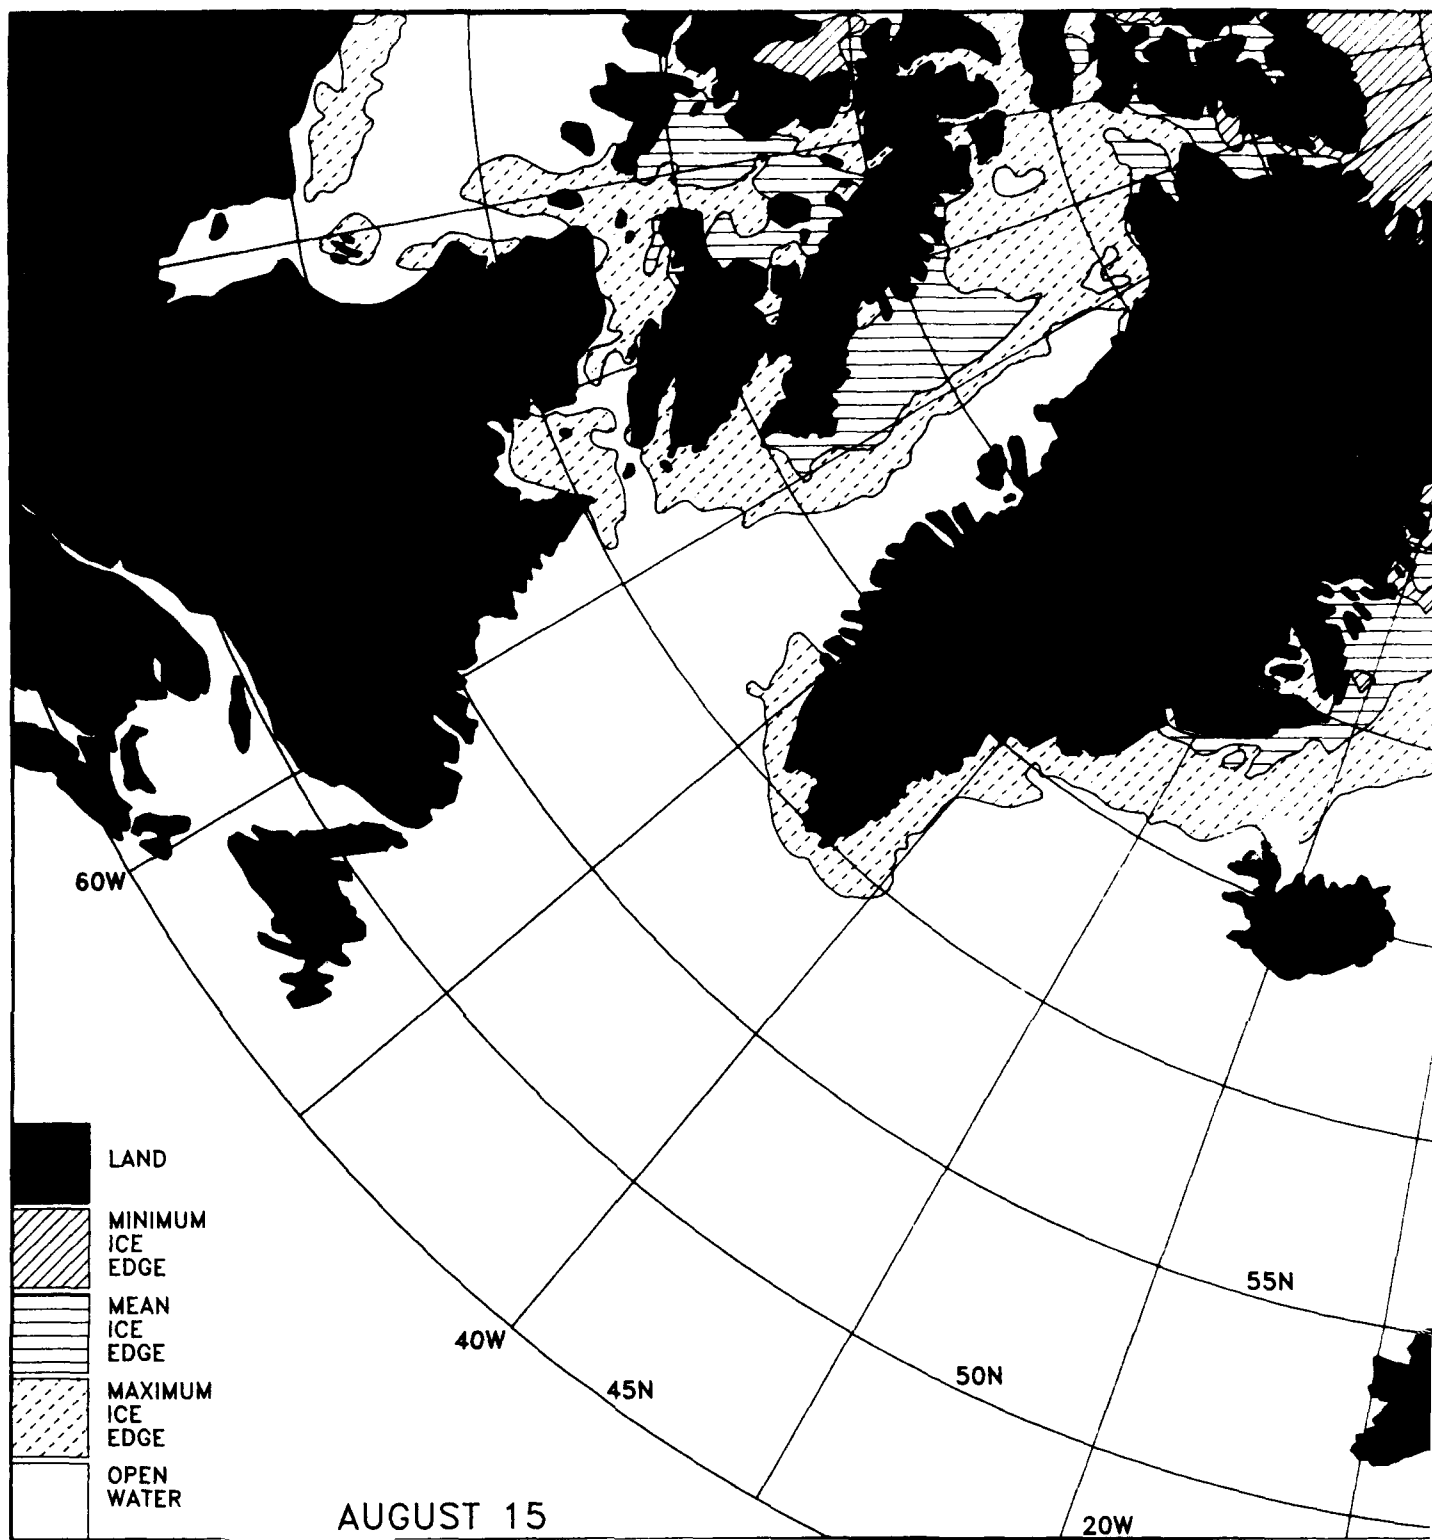 60W
LAND
MINIMUM
ICE
EDGE
MEAN
ICE
EDGE
MAXIMUM
ICE
EDGE
OPEN
WATER
55N
40W
50N
45N
AUGUST 15
20W